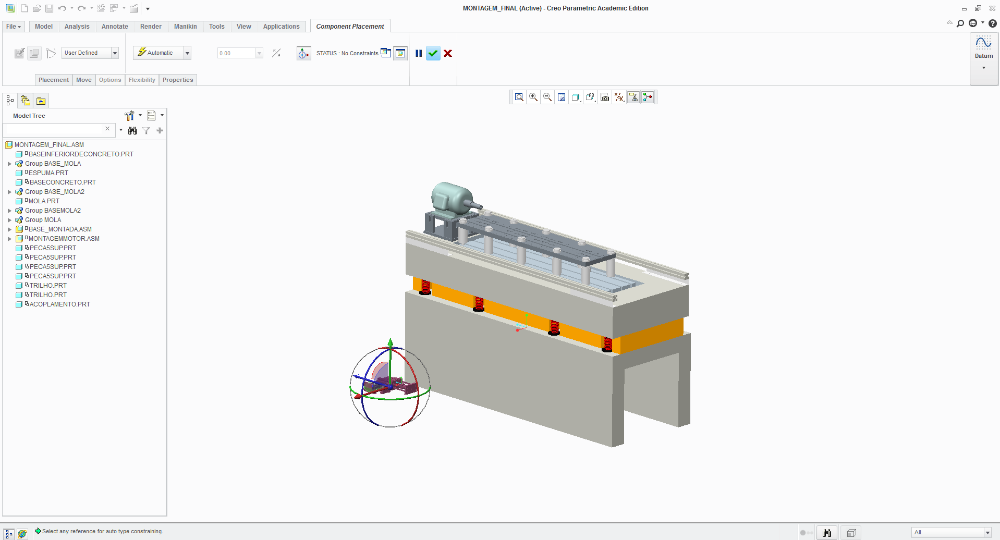 MONTAGEM_FINAL (Active) - Creo Parametric Academic Edition
File Model Analysis Annotate Render Manikin Tools View Applications Component Placement
User Defined Automatic 0.00 STATUS : No Constraints
Datum
Placement Move Options Flexibility Properties
Model Tree
MONTAGEM_FINAL.ASM
BASEINFERIORDECONCRETO.PRT
Group BASE_MOLA
ESPUMA.PRT
BASECONCRETO.PRT
Group BASE_MOLA2
MOLA.PRT
Group BASEMOLA2
Group MOLA
BASE_MONTADA.ASM
MONTAGEMMOTOR.ASM
PECA5SUP.PRT
PECA5SUP.PRT
PECA5SUP.PRT
PECA5SUP.PRT
TRILHO.PRT
TRILHO.PRT
ACOPLAMENTO.PRT
Select any reference for auto type constraining.
All